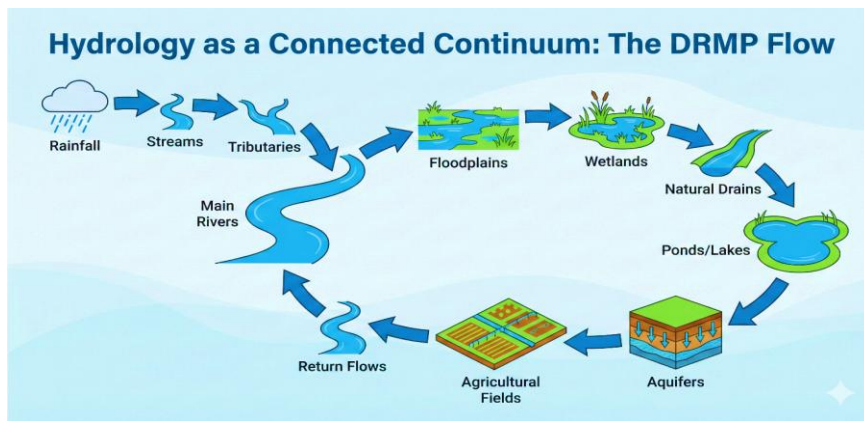 Hydrology as a Connected Continuum: The DRMP Flow
Rainfall
Streams
Tributaries
Main
Rivers
Floodplains
Wetlands
Natural Drains
Ponds/Lakes
Aquifers
Agricultural
Fields
Return Flows